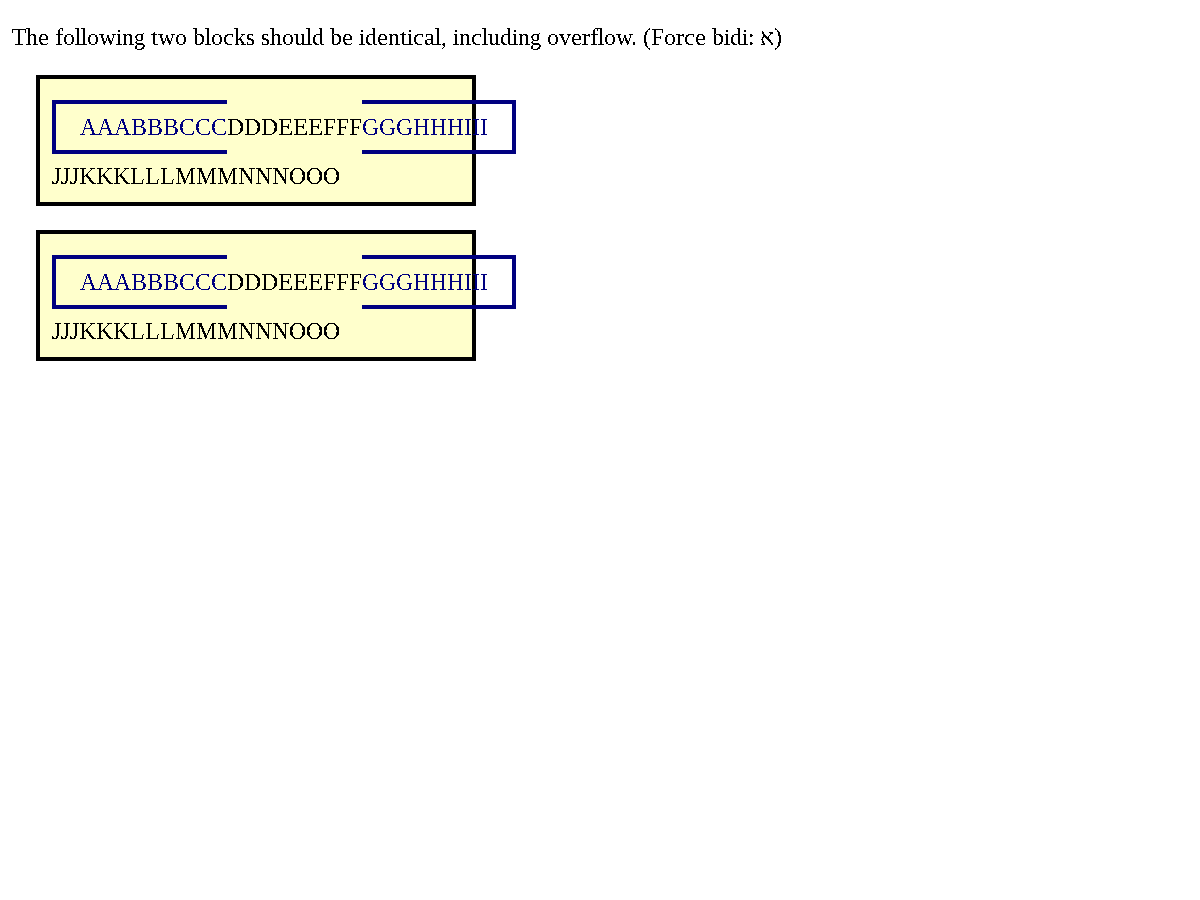 The following two blocks should be identical, including overflow. (Force bidi: א)
AAABBBCCCDDDEEEFFFGGGHHHIII
JJJKKKLLLMMMNNNOOO
AAABBBCCCDDDEEEFFFGGGHHHIII
JJJKKKLLLMMMNNNOOO